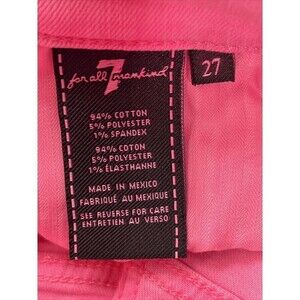 7
for all mankind
27
94% COTTON
5% POLYESTER
1% SPANDEX
94% COTON
5% POLYESTER
1% ÉLASTHANNE
MADE IN MEXICO
FABRIQUÉ AU MEXIQUE
SEE REVERSE FOR CARE
ENTRETIEN AU VERSO